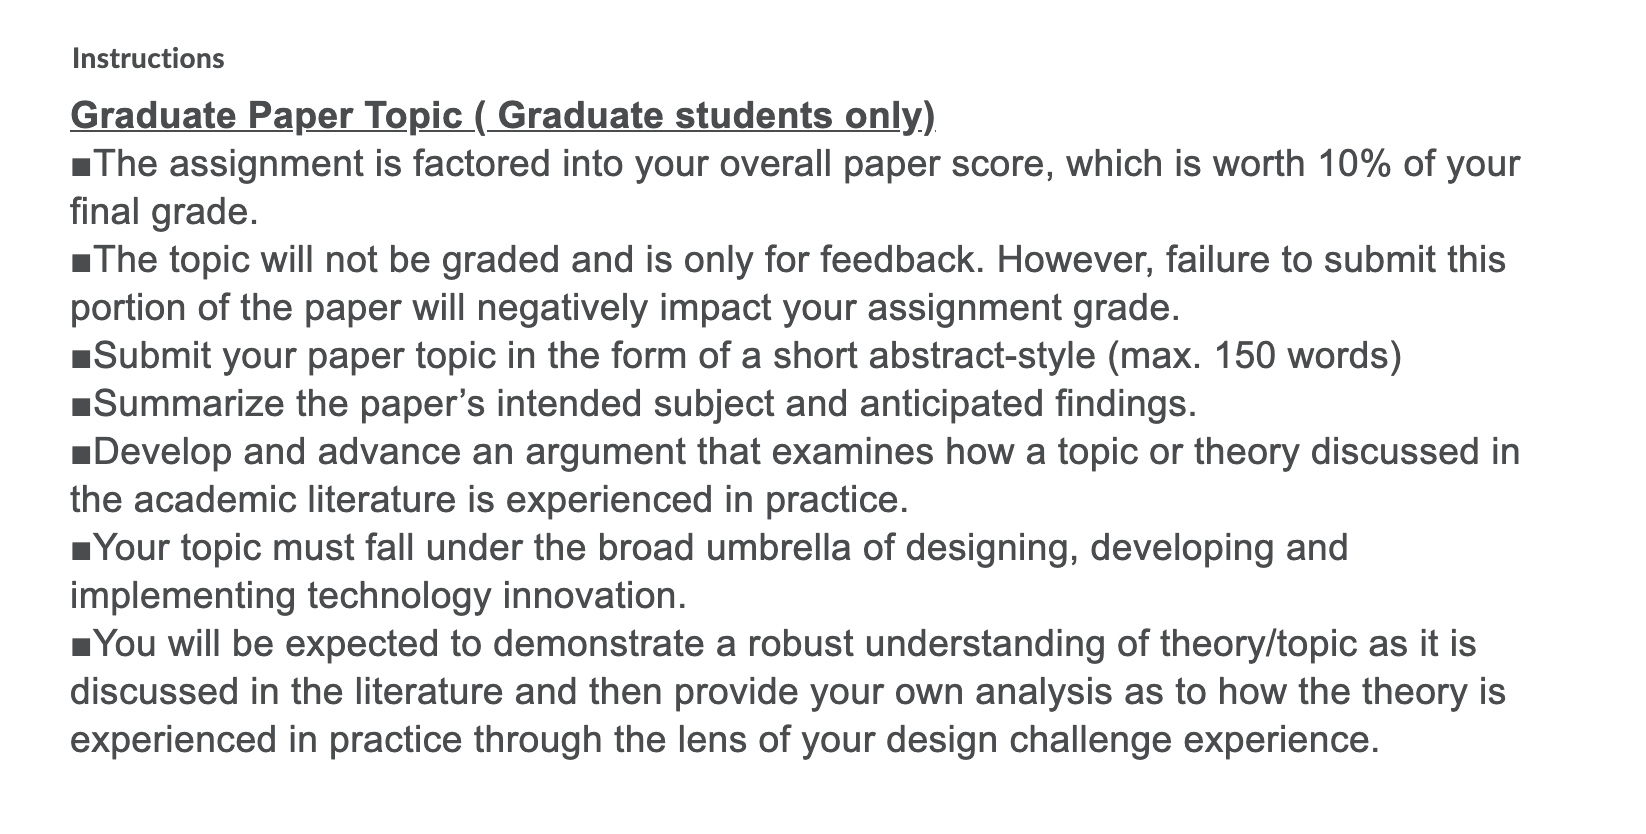 Instructions
Graduate Paper Topic ( Graduate students only)
■The assignment is factored into your overall paper score, which is worth 10% of your
final grade.
■The topic will not be graded and is only for feedback. However, failure to submit this
portion of the paper will negatively impact your assignment grade.
■Submit your paper topic in the form of a short abstract-style (max. 150 words)
■Summarize the paper’s intended subject and anticipated findings.
■Develop and advance an argument that examines how a topic or theory discussed in
the academic literature is experienced in practice.
■Your topic must fall under the broad umbrella of designing, developing and
implementing technology innovation.
■You will be expected to demonstrate a robust understanding of theory/topic as it is
discussed in the literature and then provide your own analysis as to how the theory is
experienced in practice through the lens of your design challenge experience.